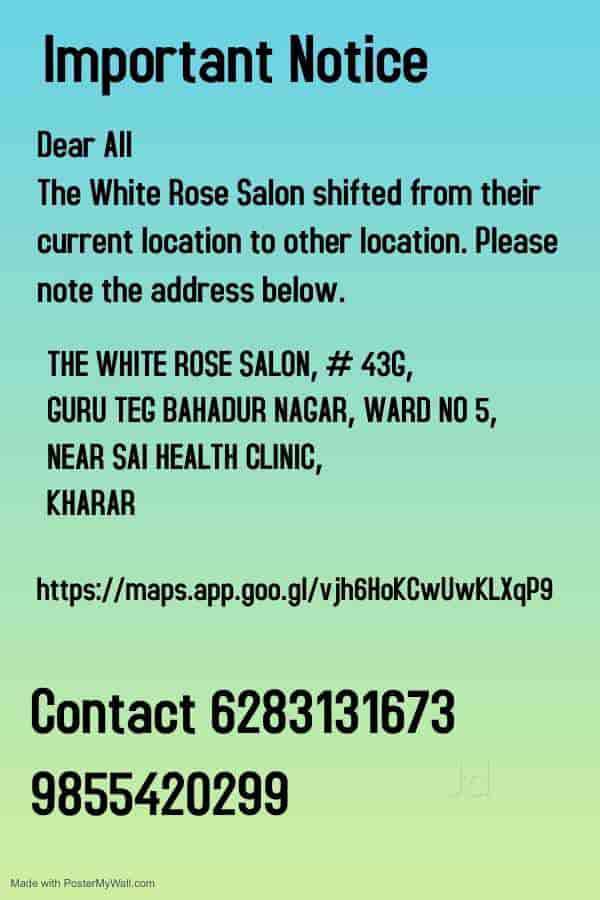 Important Notice
Dear All
The White Rose Salon shifted from their
current location to other location. Please
note the address below.
THE WHITE ROSE SALON, # 43G,
GURU TEG BAHADUR NAGAR, WARD NO 5,
NEAR SAI HEALTH CLINIC,
KHARAR
https://maps.app.goo.gl/vjh6HoKCwUwKLXqP9
Contact 6283131673
9855420299
Jd
Made with PosterMyWall.com